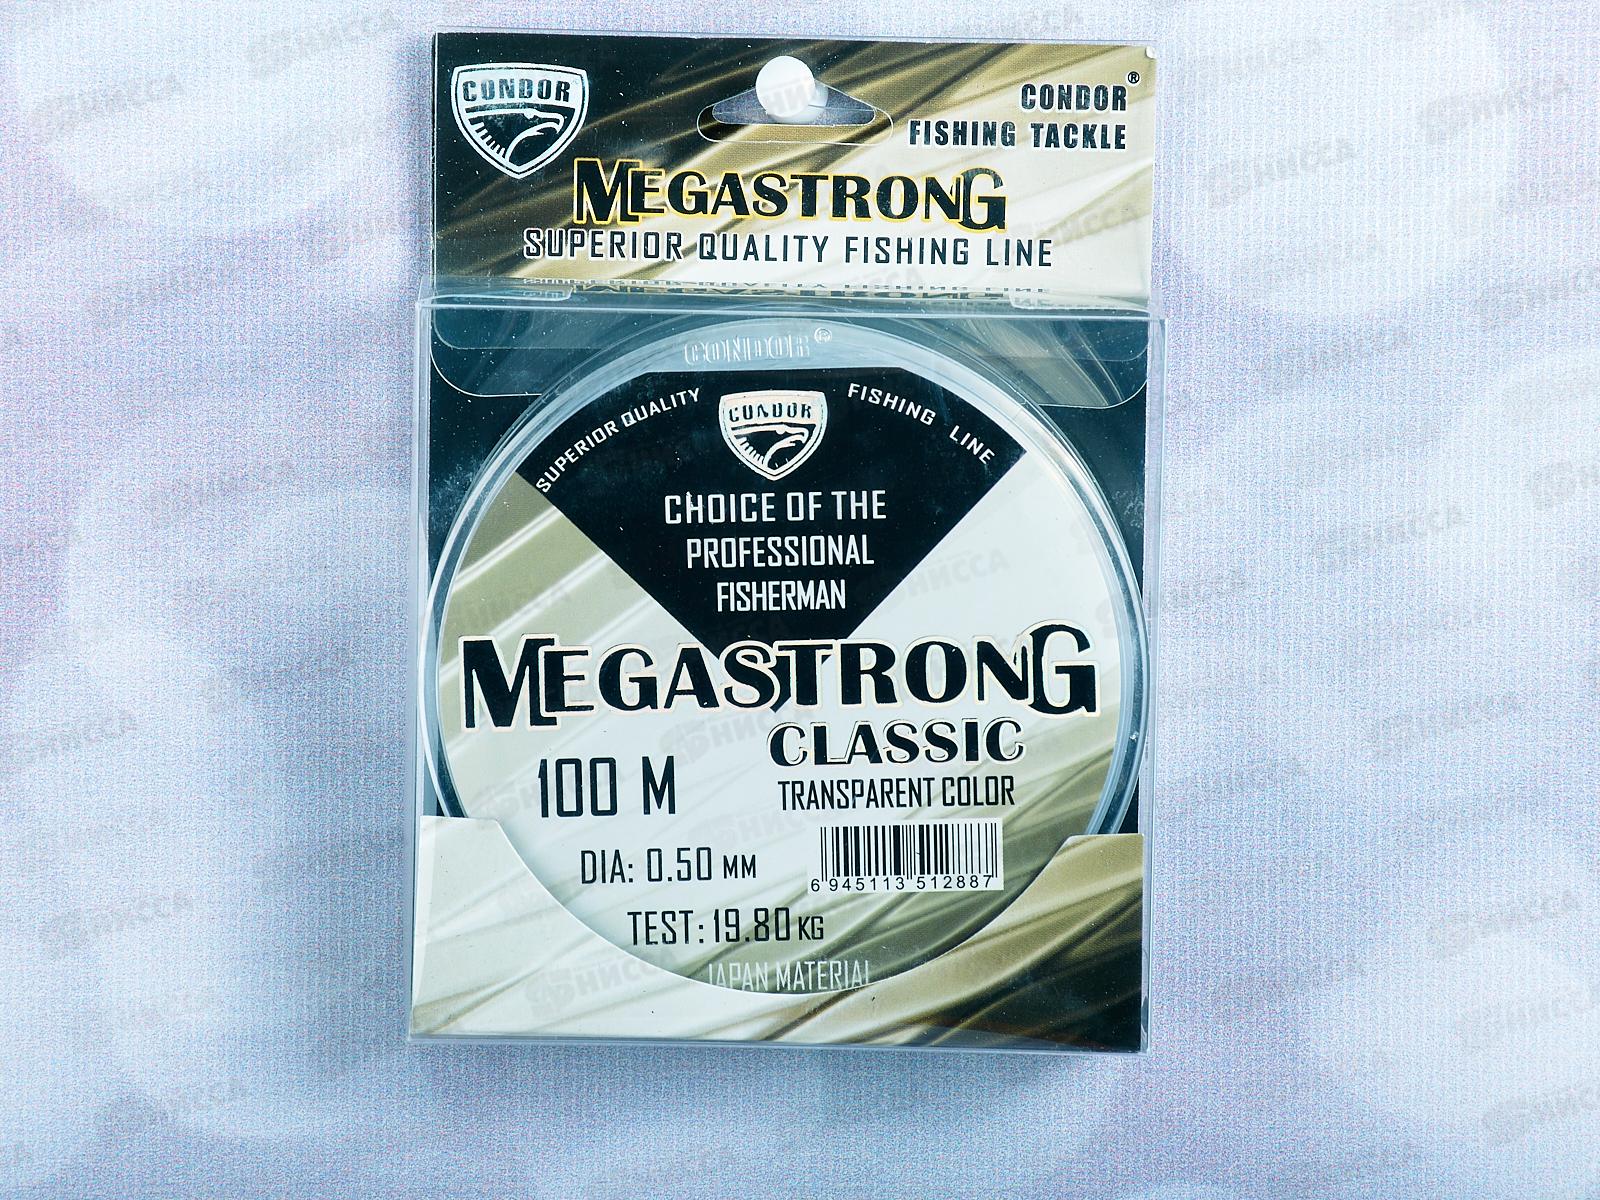 CONDOR
CONDOR®
FISHING TACKLE
MEGASTRONG
SUPERIOR QUALITY FISHING LINE
CONDOR®
SUPERIOR QUALITY FISHING LINE
CONDOR
CHOICE OF THE
PROFESSIONAL
FISHERMAN
MEGASTRONG
CLASSIC
100 M
TRANSPARENT COLOR
DIA: 0.50 MM
6 945113 512887
TEST: 19.80 KG
JAPAN MATERIAL